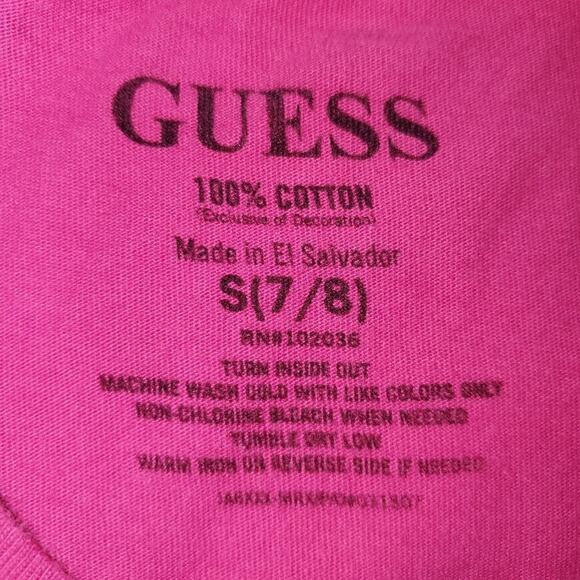 GUESS
100% COTTON
(Exclusive of Decoration)
Made in El Salvador
S(7/8)
RN#102036
TURN INSIDE OUT
MACHINE WASH COLD WITH LIKE COLORS ONLY
NON-CHLORINE BLEACH WHEN NEEDED
TUMBLE DRY LOW
WARM IRON ON REVERSE SIDE IF NEEDED